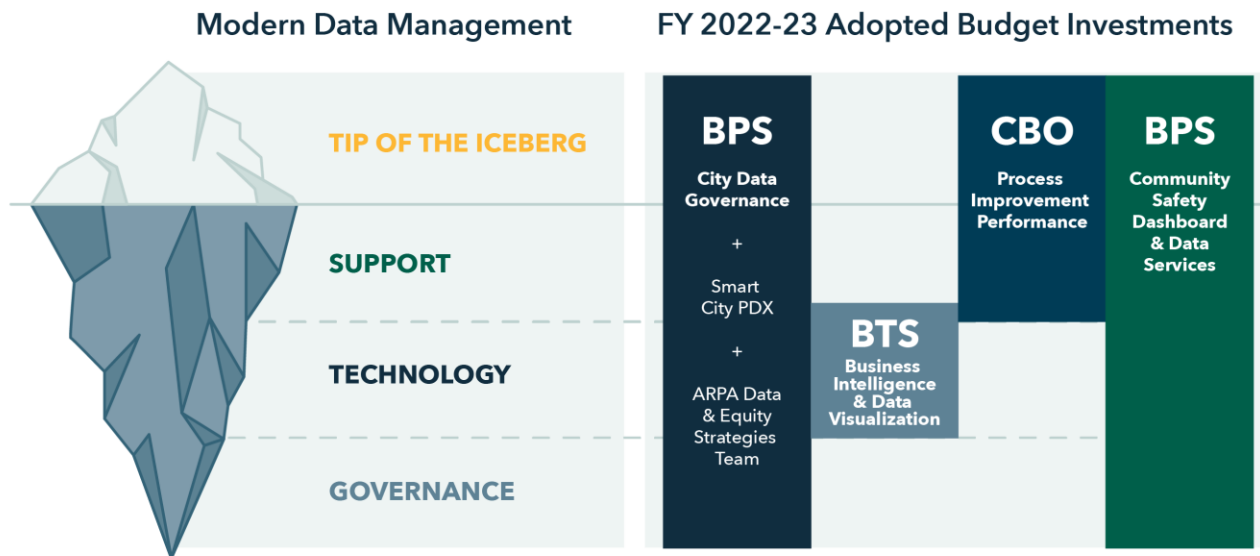 Modern Data Management
FY 2022-23 Adopted Budget Investments
TIP OF THE ICEBERG
SUPPORT
TECHNOLOGY
GOVERNANCE
BPS
City Data
Governance
+
Smart
City PDX
+
ARPA Data
& Equity
Strategies
Team
BTS
Business
Intelligence
& Data
Visualization
CBO
Process
Improvement
Performance
BPS
Community
Safety
Dashboard
& Data
Services